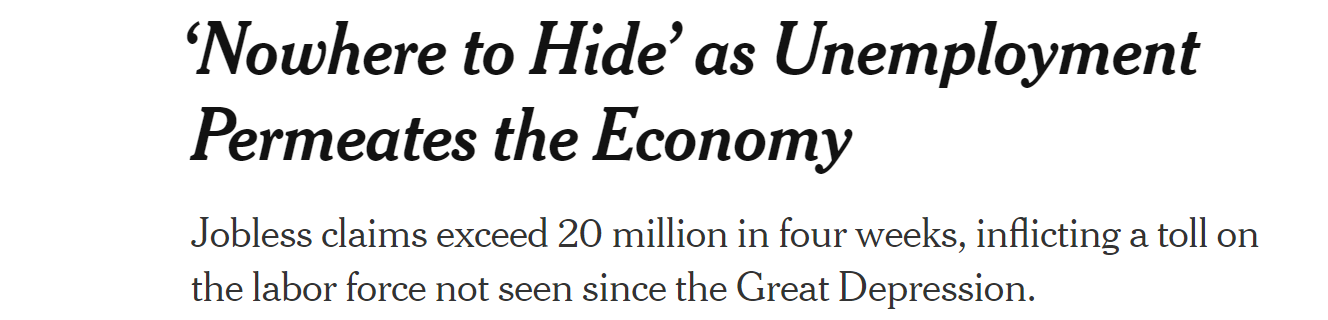 ‘Nowhere to Hide’ as Unemployment
Permeates the Economy
Jobless claims exceed 20 million in four weeks, inflicting a toll on
the labor force not seen since the Great Depression.